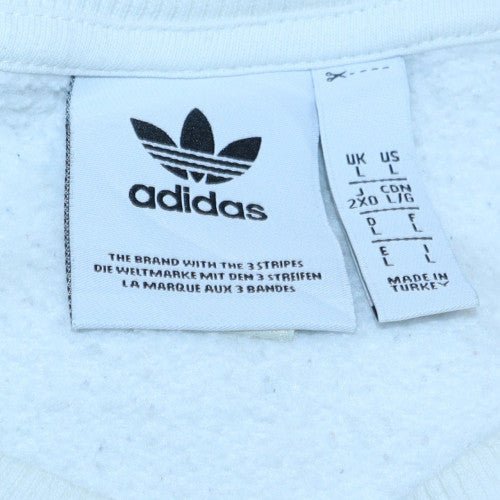 adidas
THE BRAND WITH THE 3 STRIPES
DIE WELTMARKE MIT DEN 3 STREIFEN
LA MARQUE AUX 3 BANDES
UK US
L L
J CDN
2XO L/G
D F
L L
E I
L L
MADE IN
TURKEY